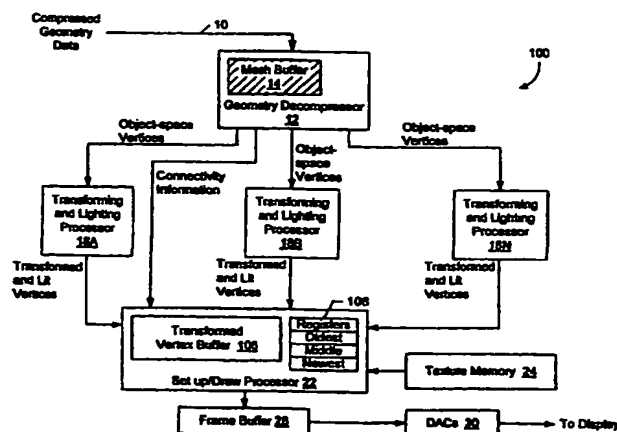 Compressed
Geometry
Data
10
100
Mesh Buffer
14
Geometry Decompressor
12
Object-space
Vertices
Connectivity
Information
Object-
space
Vertices
Object-space
Vertices
Transforming
and Lighting
Processor
18A
Transforming
and Lighting
Processor
18B
Transforming
and Lighting
Processor
18N
Transformed
and Lit
Vertices
Transformed
and Lit
Vertices
Transformed
and Lit
Vertices
Transformed
Vertex Buffer
Registers
Oldest
Middle
Newest
Set up/Draw Processor 22
Texture Memory 24
Frame Buffer
DACs 30
To Display